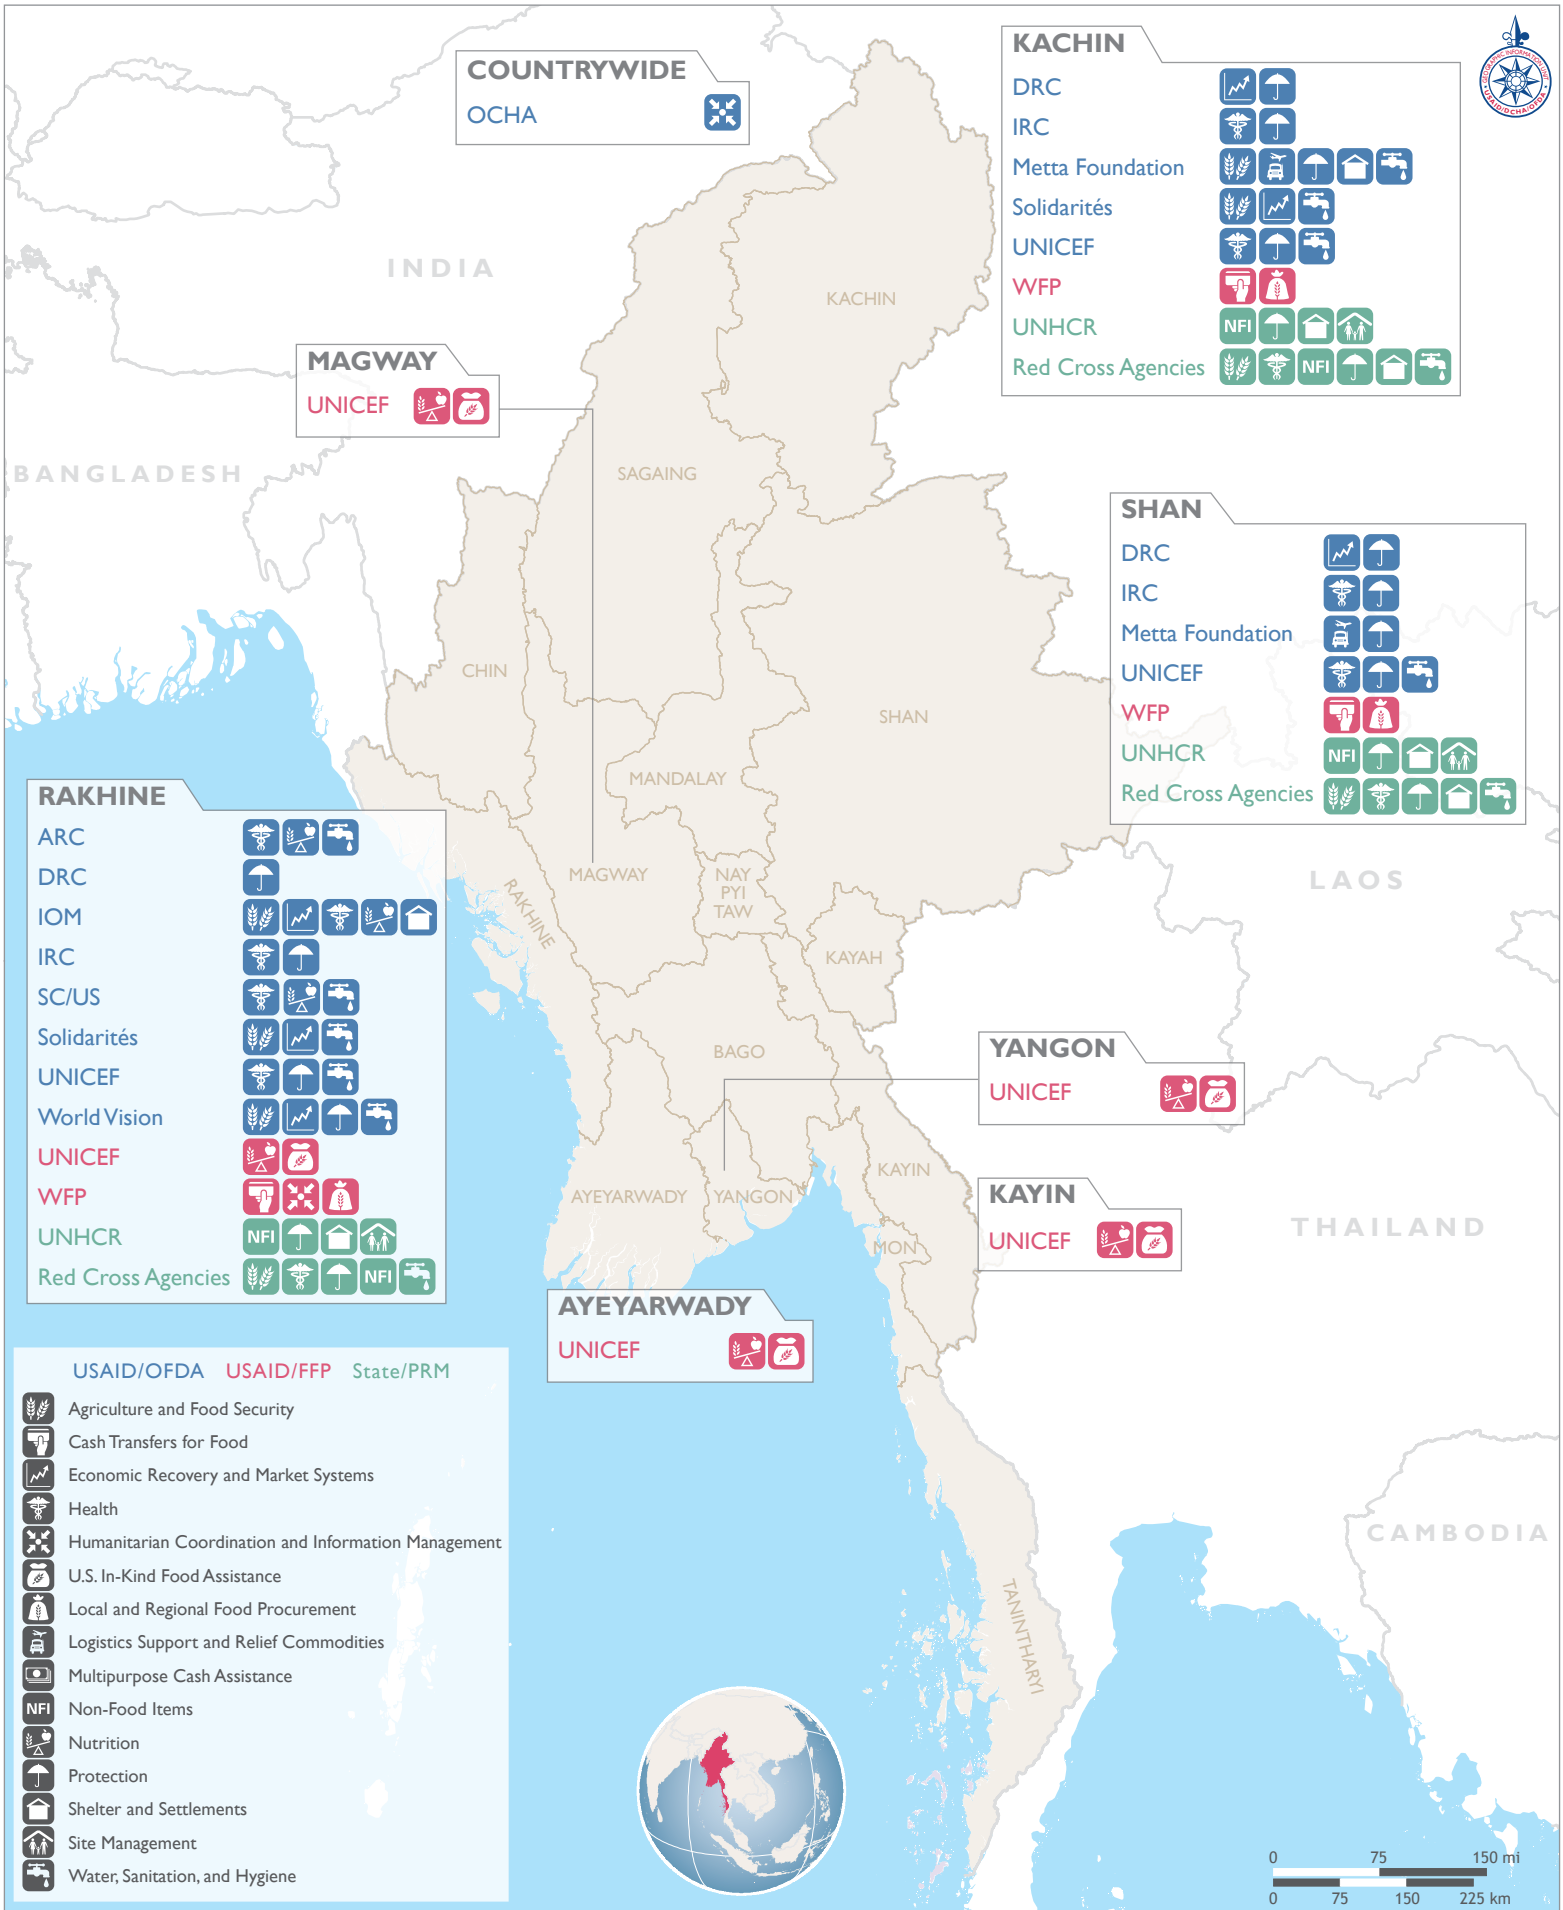 COUNTRYWIDE
OCHA
KACHIN
DRC
IRC
Metta Foundation
Solidarités
UNICEF
WFP
UNHCR
NFI
Red Cross Agencies
NFI
GEOGRAPHIC INFORMATION UNIT
USAID/DCHA/OFDA
INDIA
KACHIN
MAGWAY
UNICEF
BANGLADESH
SAGAING
SHAN
DRC
IRC
Metta Foundation
UNICEF
WFP
UNHCR
NFI
Red Cross Agencies
CHIN
SHAN
MANDALAY
RAKHINE
ARC
DRC
IOM
IRC
SC/US
Solidarités
UNICEF
World Vision
UNICEF
WFP
UNHCR
NFI
Red Cross Agencies
NFI
MAGWAY
NAY
PYI
TAW
RAKHINE
LAOS
KAYAH
BAGO
YANGON
UNICEF
KAYIN
AYEYARWADY
YANGON
KAYIN
UNICEF
MON
THAILAND
AYEYARWADY
UNICEF
USAID/OFDA USAID/FFP State/PRM
Agriculture and Food Security
Cash Transfers for Food
Economic Recovery and Market Systems
Health
Humanitarian Coordination and Information Management
U.S. In-Kind Food Assistance
Local and Regional Food Procurement
Logistics Support and Relief Commodities
Multipurpose Cash Assistance
NFI Non-Food Items
Nutrition
Protection
Shelter and Settlements
Site Management
Water, Sanitation, and Hygiene
CAMBODIA
TANINTHARYI
0 75 150 mi
0 75 150 225 km